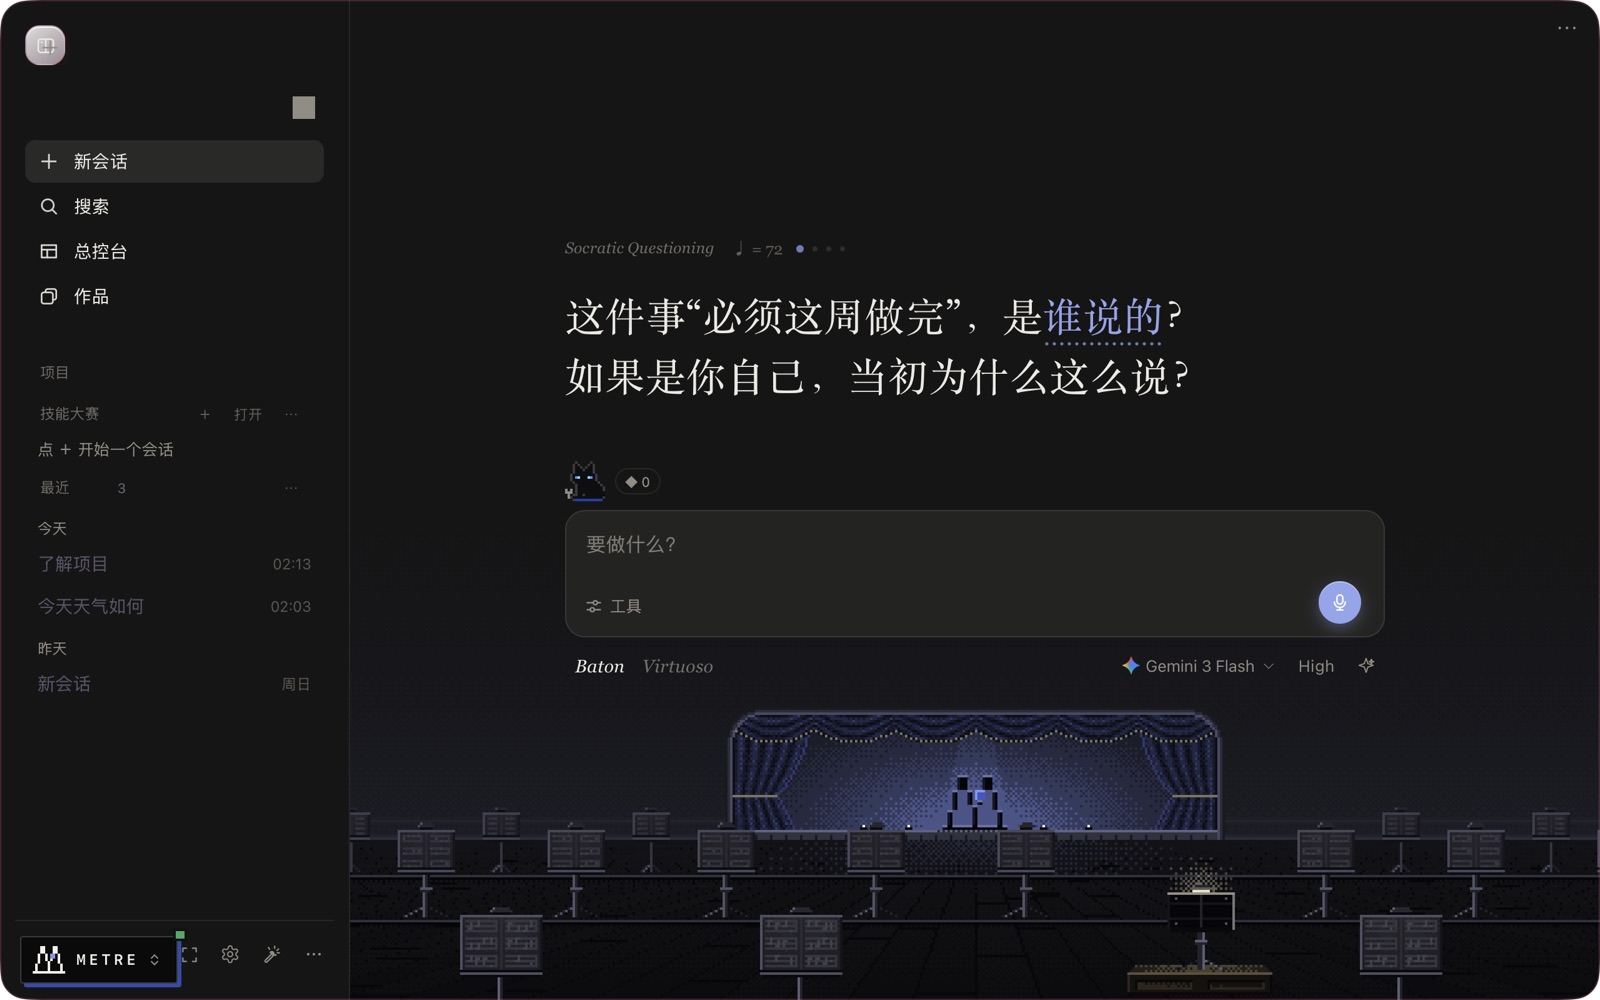 新会话
搜索
总控台
作品
项目
技能大赛 + 打开 ...
点 + 开始一个会话
最近 3 ...
今天
了解项目 02:13
今天天气如何 02:03
昨天
新会话 周日
METRE
Socratic Questioning ♩ = 72
这件事“必须这周做完”，是谁说的？
如果是你自己，当初为什么这么说？
◆ 0
要做什么？
工具
Baton Virtuoso Gemini 3 Flash High